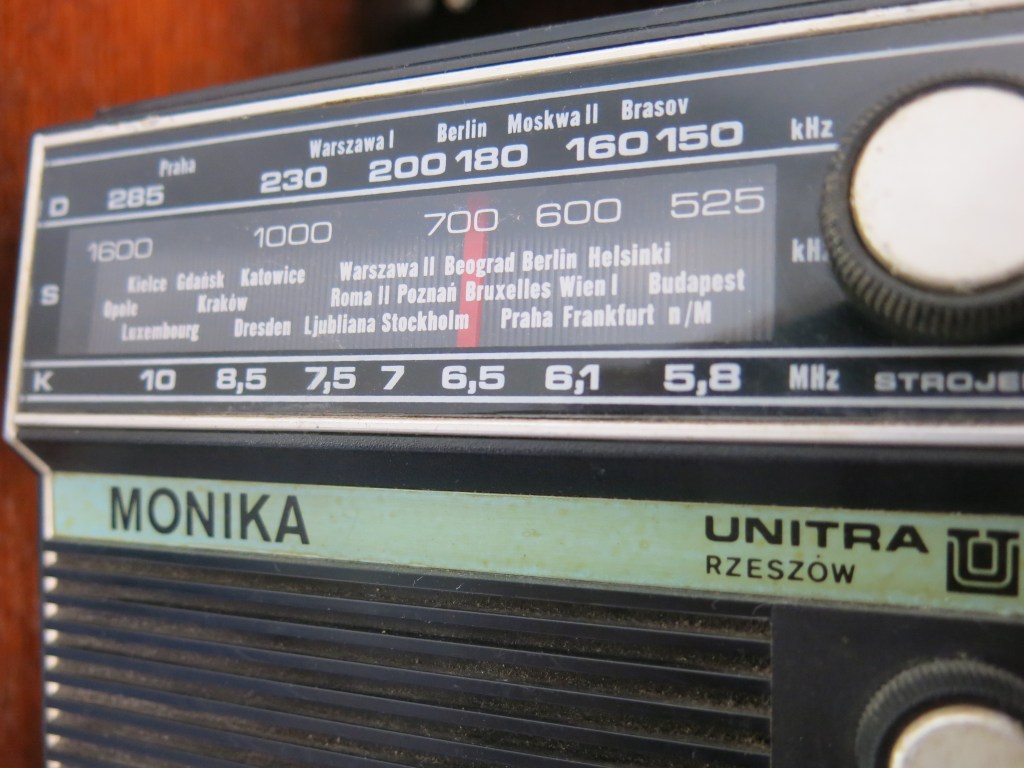 Praha Warszawa I Berlin Moskwa II Brasov
D 285 230 200 180 160 150 kHz
1600 1000 700 600 525
Kielce Gdańsk Katowice Warszawa II Beograd Berlin Helsinki
S Opole Kraków Roma II Poznań Bruxelles Wien I Budapest
Luxembourg Dresden Ljubliana Stockholm Praha Frankfurt n/M
K 10 8,5 7,5 7 6,5 6,1 5,8 MHz
MONIKA
UNITRA
RZESZÓW